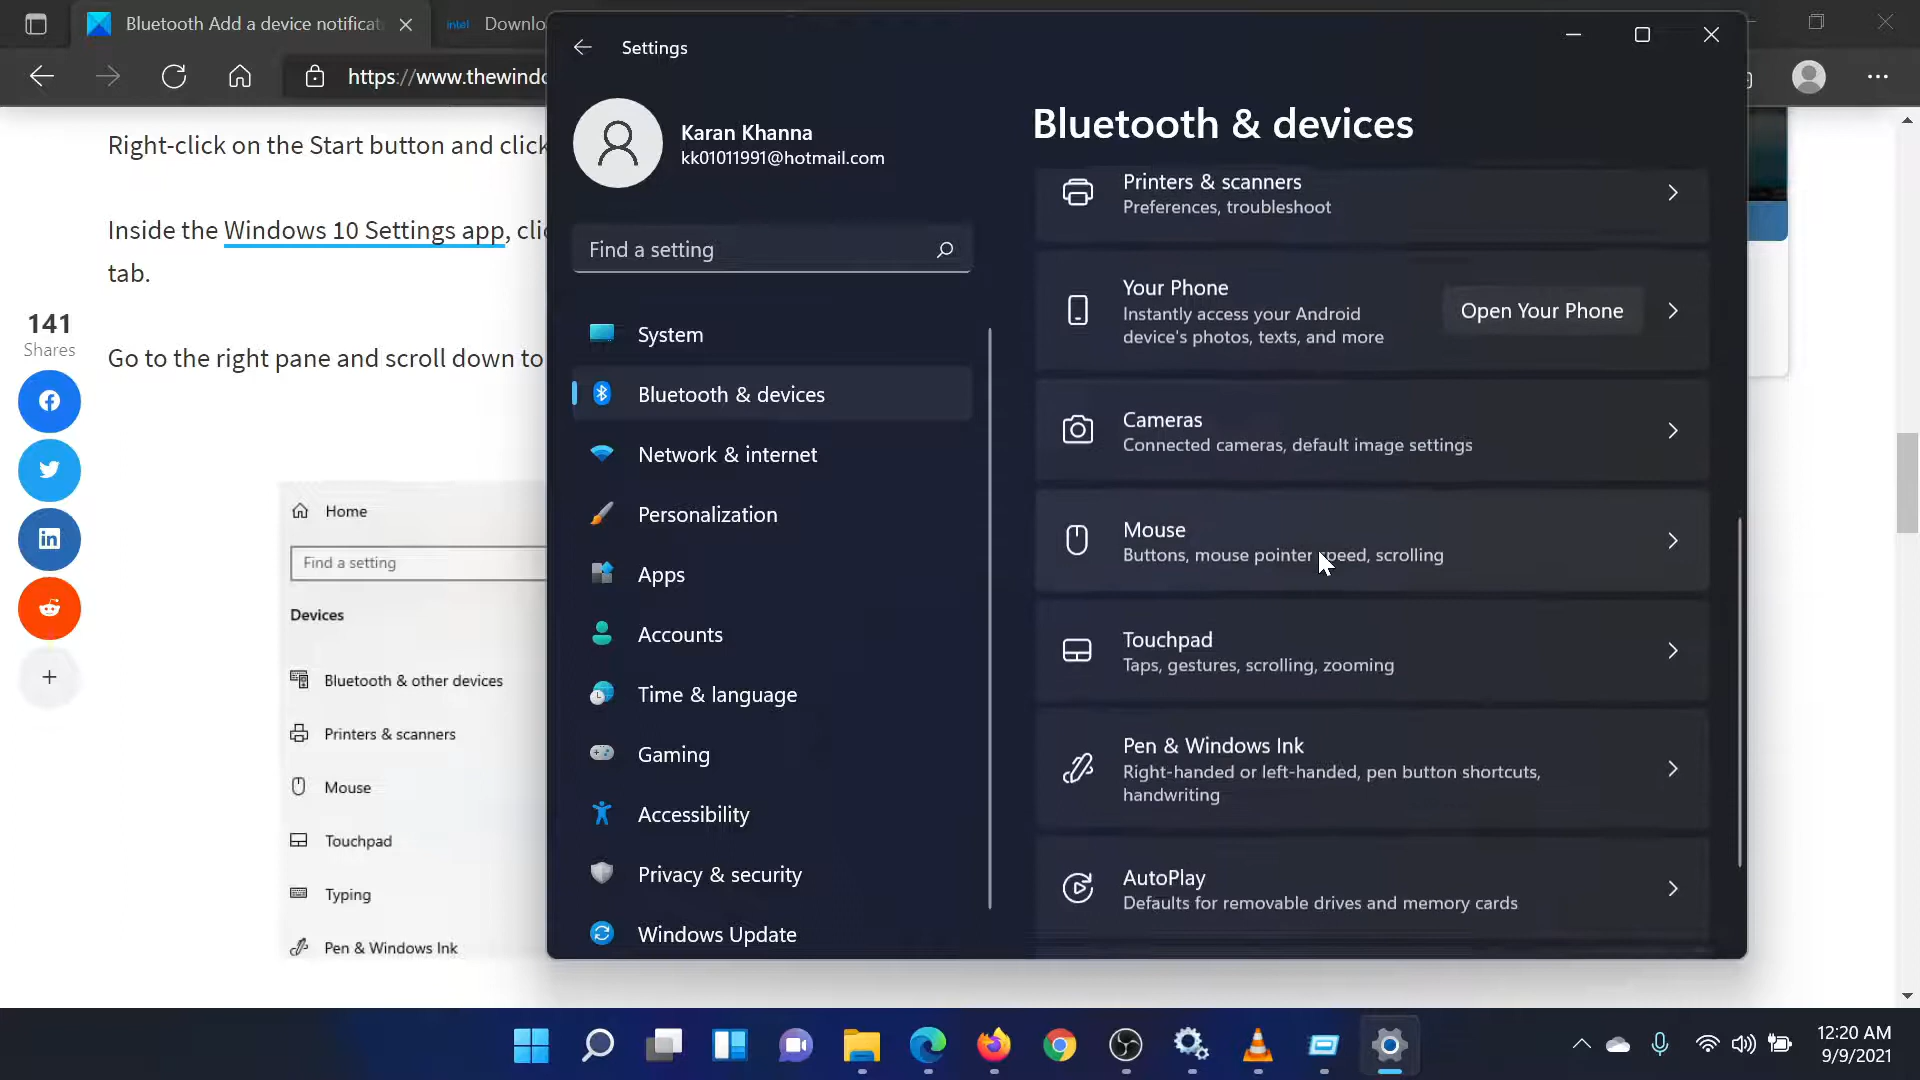 Bluetooth Add a device notificat
intel
Downlo
https://www.thewindo
Right-click on the Start button and click
Inside the Windows 10 Settings app, clic
tab.
Go to the right pane and scroll down to
141
Shares
Home
Find a setting
Devices
Bluetooth & other devices
Printers & scanners
Mouse
Touchpad
Typing
Pen & Windows Ink
Settings
Karan Khanna
kk01011991@hotmail.com
Find a setting
System
Bluetooth & devices
Network & internet
Personalization
Apps
Accounts
Time & language
Gaming
Accessibility
Privacy & security
Windows Update
Bluetooth & devices
Printers & scanners
Preferences, troubleshoot
Your Phone
Instantly access your Android
device's photos, texts, and more
Open Your Phone
Cameras
Connected cameras, default image settings
Mouse
Buttons, mouse pointer speed, scrolling
Touchpad
Taps, gestures, scrolling, zooming
Pen & Windows Ink
Right-handed or left-handed, pen button shortcuts,
handwriting
AutoPlay
Defaults for removable drives and memory cards
12:20 AM
9/9/2021